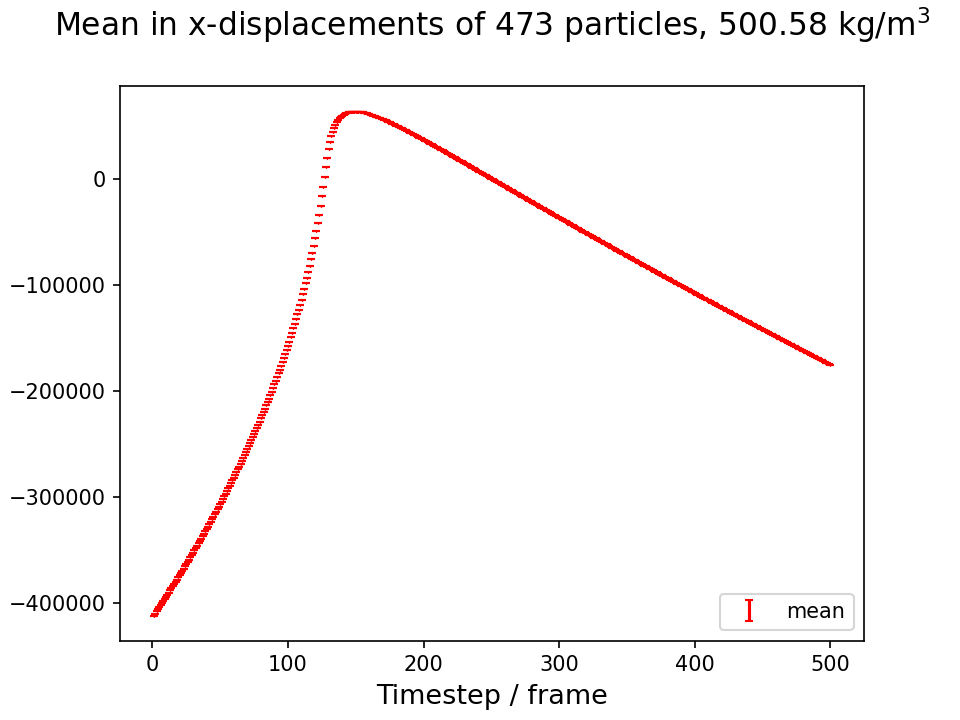 Mean in x-displacements of 473 particles, 500.58 kg/m³
0
−100000
−200000
−300000
−400000
0 100 200 300 400 500
Timestep / frame
mean